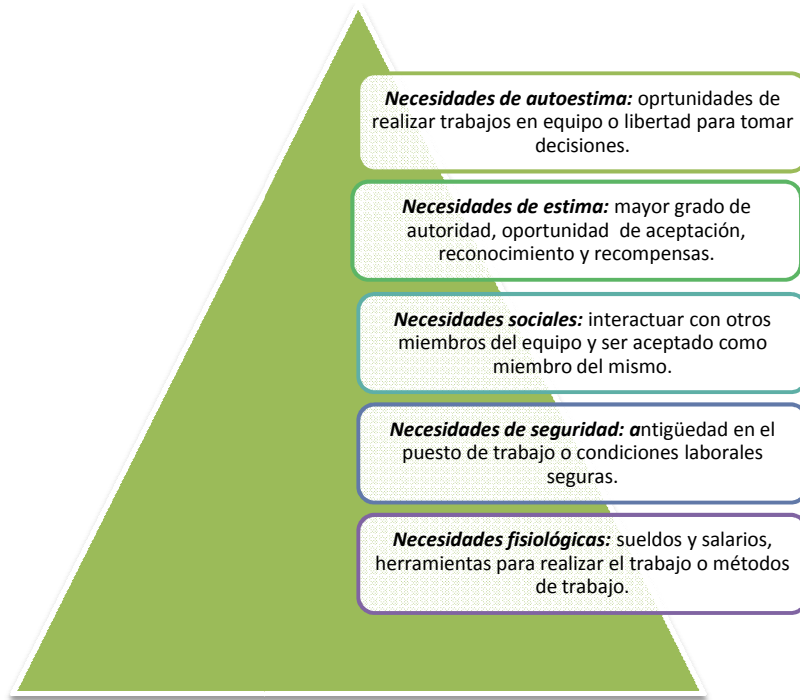 Necesidades de autoestima: oprtunidades de
realizar trabajos en equipo o libertad para tomar
decisiones.
Necesidades de estima: mayor grado de
autoridad, oportunidad de aceptación,
reconocimiento y recompensas.
Necesidades sociales: interactuar con otros
miembros del equipo y ser aceptado como
miembro del mismo.
Necesidades de seguridad: antigüedad en el
puesto de trabajo o condiciones laborales
seguras.
Necesidades fisiológicas: sueldos y salarios,
herramientas para realizar el trabajo o métodos
de trabajo.